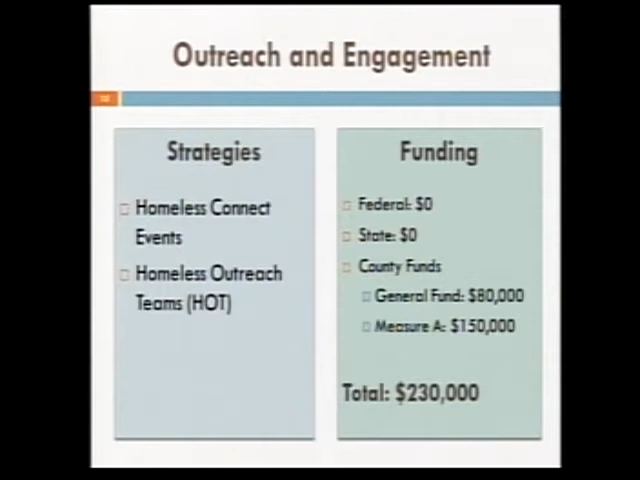 Outreach and Engagement
Strategies
Homeless Connect
Events
Homeless Outreach
Teams (HOT)
Funding
Federal: $0
State: $0
County Funds
General Fund: $80,000
Measure A: $150,000
Total: $230,000